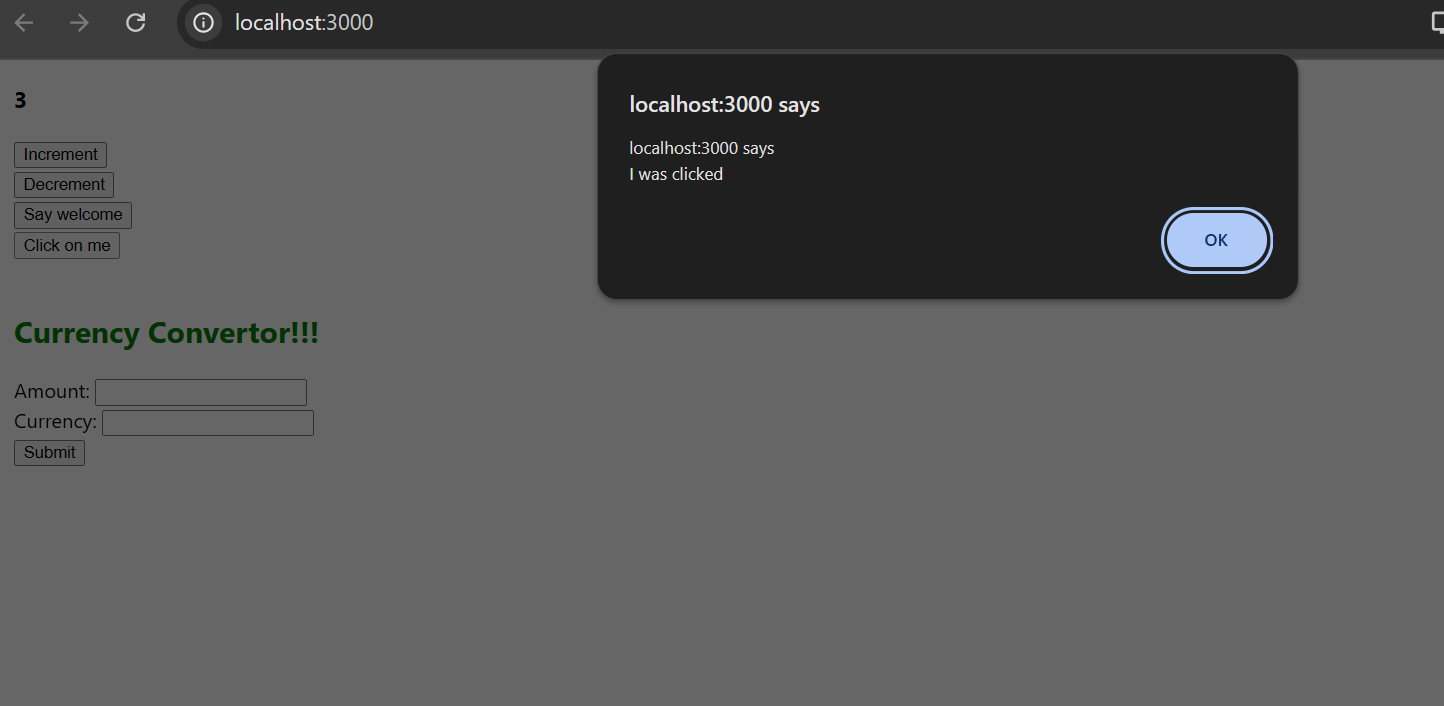 localhost:3000
localhost:3000 says
localhost:3000 says
I was clicked
OK
3
Increment
Decrement
Say welcome
Click on me
Currency Convertor!!!
Amount:
Currency:
Submit